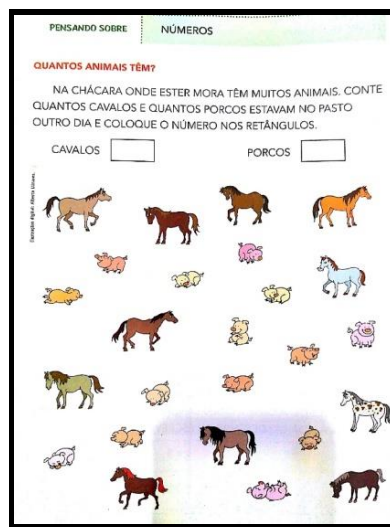 PENSANDO SOBRE
NÚMEROS
QUANTOS ANIMAIS TÊM?
NA CHÁCARA ONDE ESTER MORA TÊM MUITOS ANIMAIS. CONTE
QUANTOS CAVALOS E QUANTOS PORCOS ESTAVAM NO PASTO
OUTRO DIA E COLOQUE O NÚMERO NOS RETÂNGULOS.
CAVALOS
PORCOS